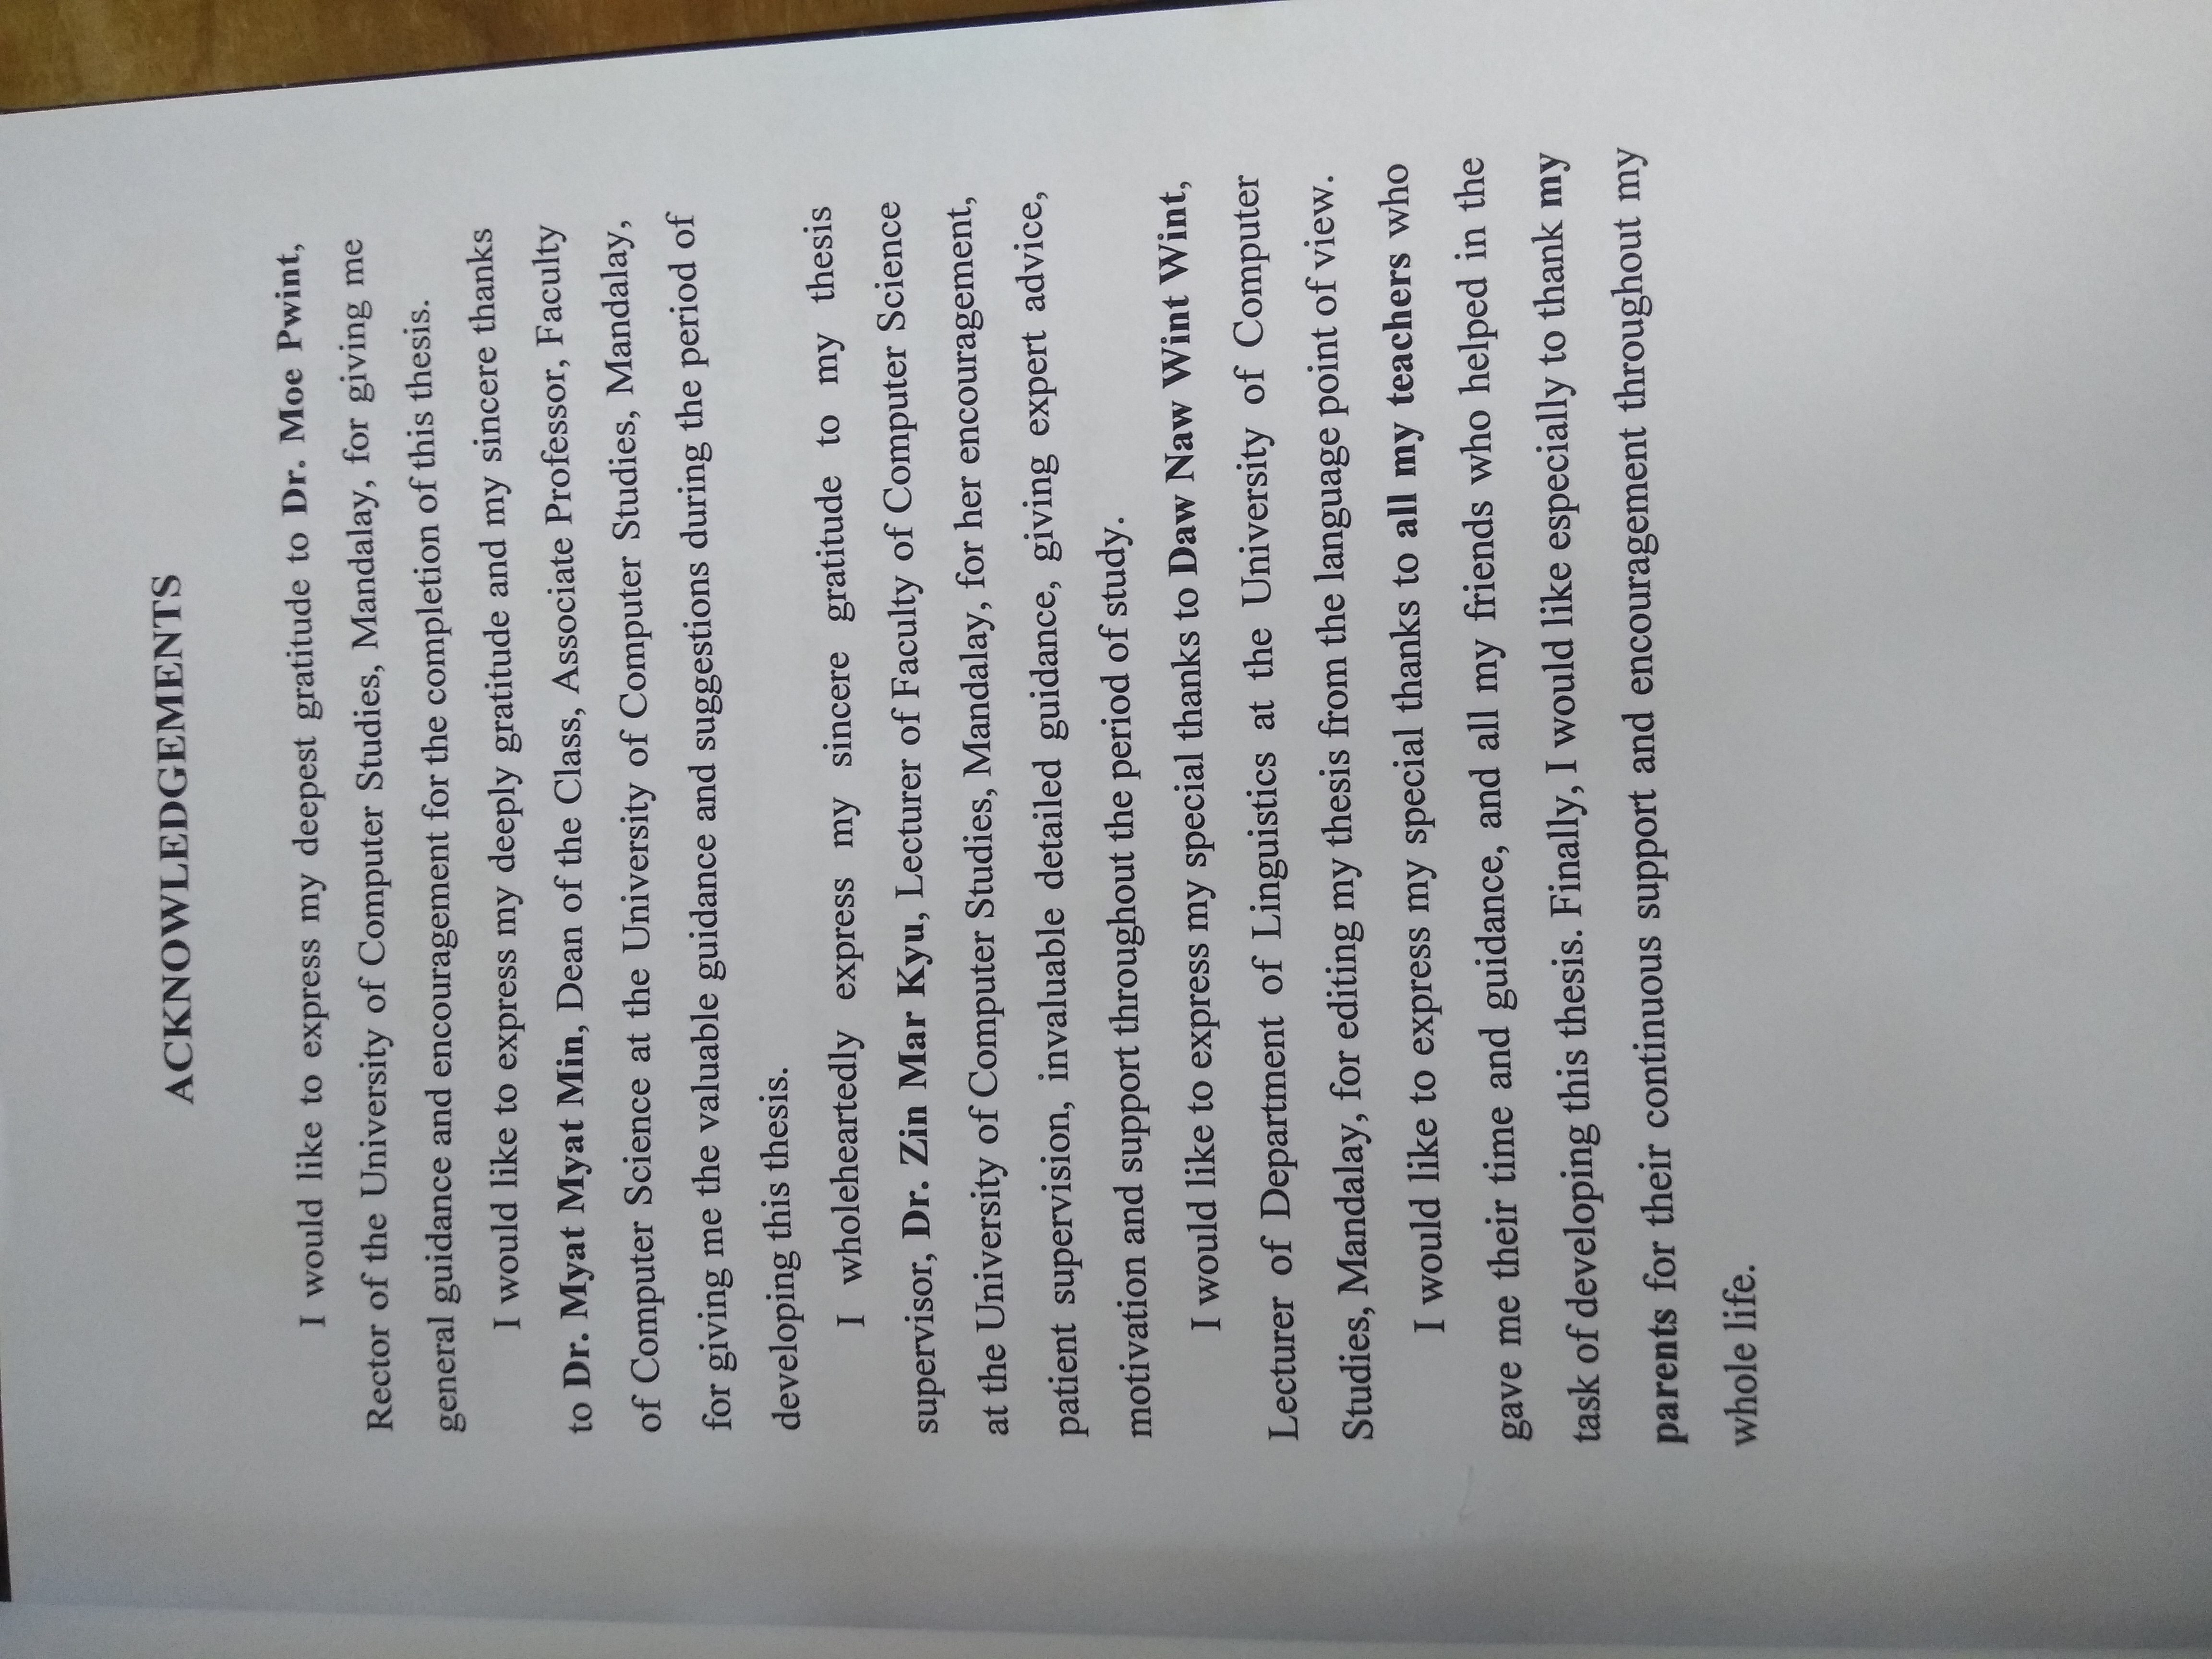 ACKNOWLEDGEMENTS
I would like to express my deepest gratitude to Dr. Moe Pwint,
Rector of the University of Computer Studies, Mandalay, for giving me
general guidance and encouragement for the completion of this thesis.
I would like to express my deeply gratitude and my sincere thanks
to Dr. Myat Myat Min, Dean of the Class, Associate Professor, Faculty
of Computer Science at the University of Computer Studies, Mandalay,
for giving me the valuable guidance and suggestions during the period of
developing this thesis.
I wholeheartedly express my sincere gratitude to my thesis
supervisor, Dr. Zin Mar Kyu, Lecturer of Faculty of Computer Science
at the University of Computer Studies, Mandalay, for her encouragement,
patient supervision, invaluable detailed guidance, giving expert advice,
motivation and support throughout the period of study.
I would like to express my special thanks to Daw Naw Wint Wint,
Lecturer of Department of Linguistics at the University of Computer
Studies, Mandalay, for editing my thesis from the language point of view.
I would like to express my special thanks to all my teachers who
gave me their time and guidance, and all my friends who helped in the
task of developing this thesis. Finally, I would like especially to thank my
parents for their continuous support and encouragement throughout my
whole life.